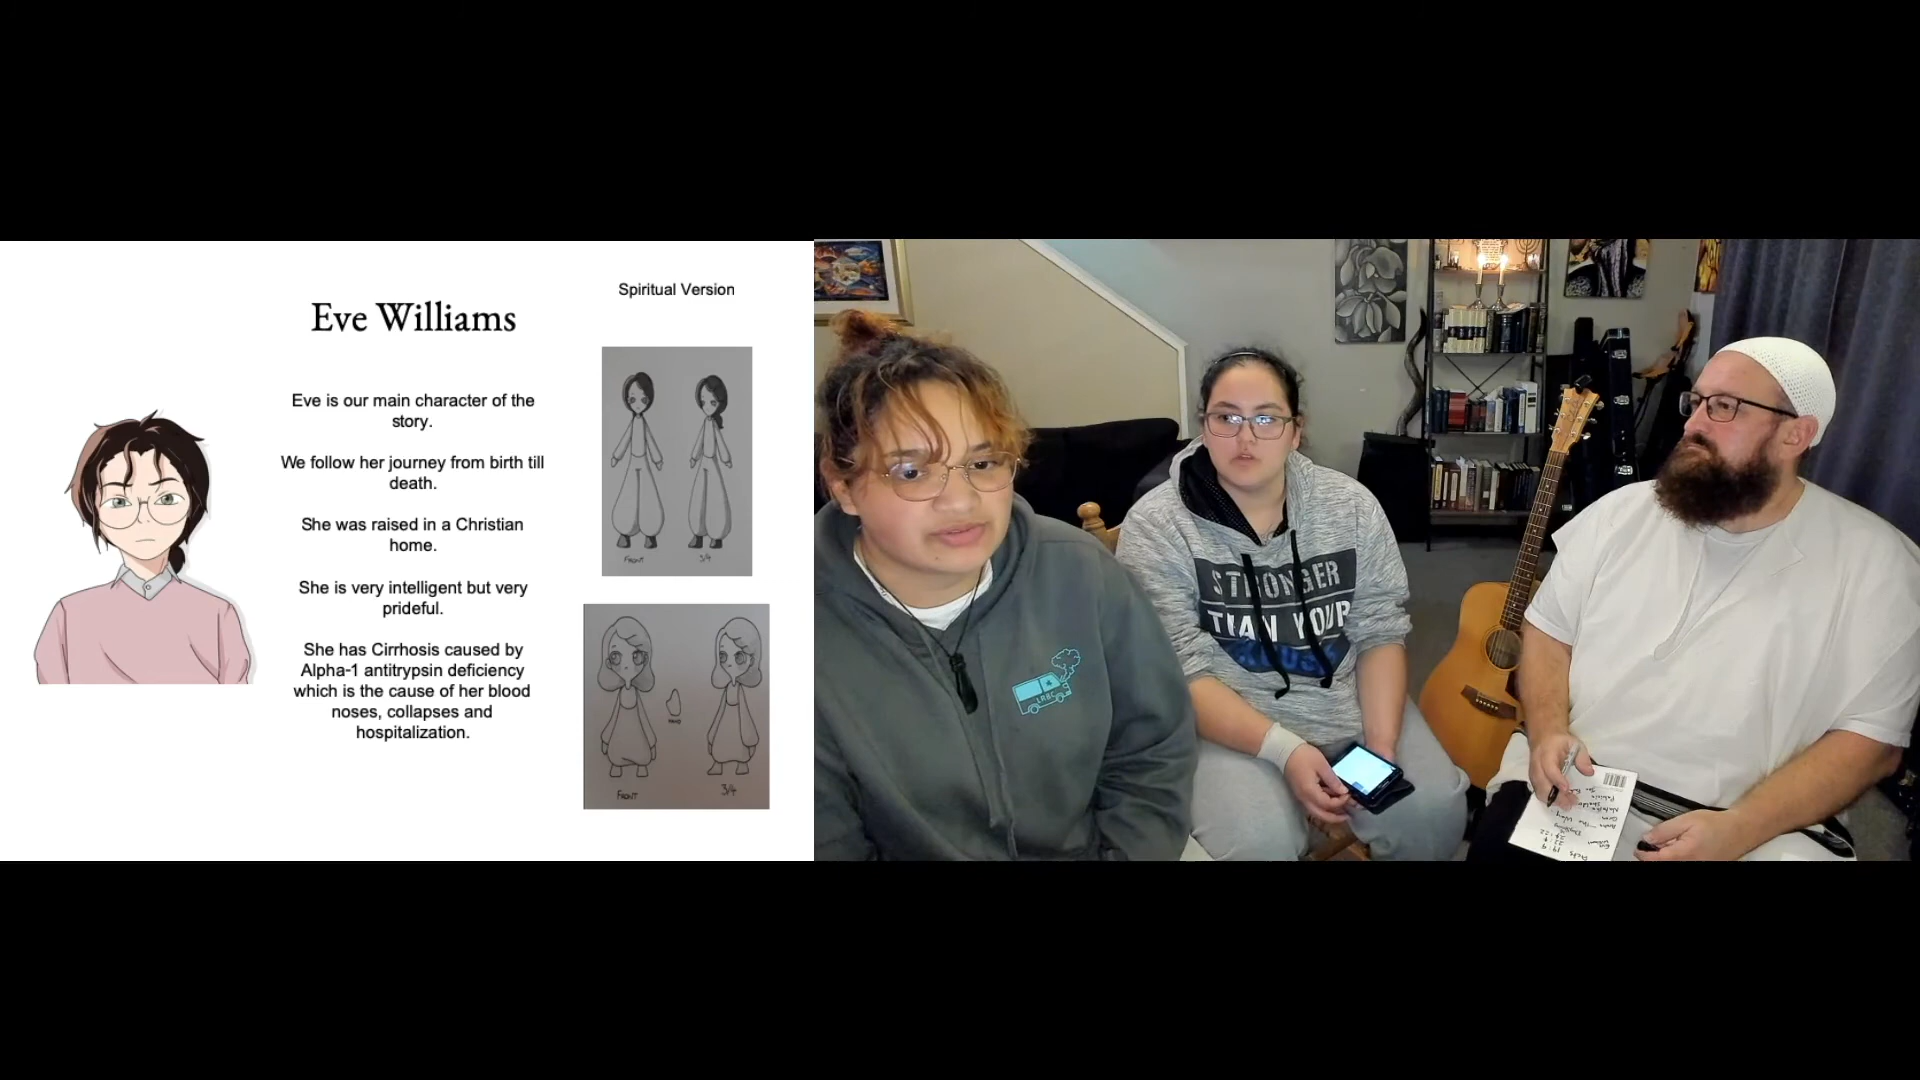 Eve Williams
Eve is our main character of the
story.
We follow her journey from birth till
death.
She was raised in a Christian
home.
She is very intelligent but very
prideful.
She has Cirrhosis caused by
Alpha-1 antitrypsin deficiency
which is the cause of her blood
noses, collapses and
hospitalization.
Spiritual Version
FRONT
3/4
HAND
FRONT
3/4
LRBC
STRONGER
THAN YOUR